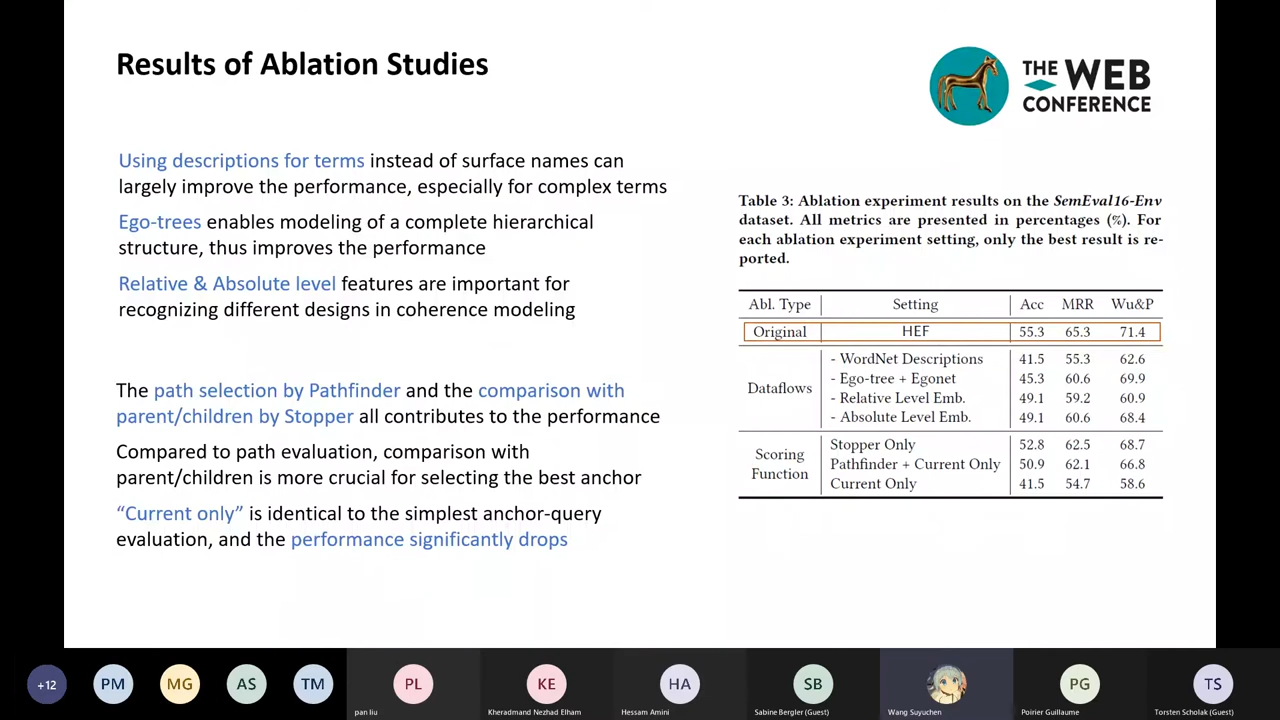 Results of Ablation Studies
THE WEB
CONFERENCE
Using descriptions for terms instead of surface names can
largely improve the performance, especially for complex terms
Ego-trees enables modeling of a complete hierarchical
structure, thus improves the performance
Relative & Absolute level features are important for
recognizing different designs in coherence modeling
The path selection by Pathfinder and the comparison with
parent/children by Stopper all contributes to the performance
Compared to path evaluation, comparison with
parent/children is more crucial for selecting the best anchor
“Current only” is identical to the simplest anchor-query
evaluation, and the performance significantly drops
Table 3: Ablation experiment results on the SemEval16-Env
dataset. All metrics are presented in percentages (%). For
each ablation experiment setting, only the best result is re-
ported.
Abl. Type Setting Acc MRR Wu&P
Original HEF 55.3 65.3 71.4
Dataflows
- WordNet Descriptions 41.5 55.3 62.6
- Ego-tree + Egonet 45.3 60.6 69.9
- Relative Level Emb. 49.1 59.2 60.9
- Absolute Level Emb. 49.1 60.6 68.4
Scoring
Function
Stopper Only 52.8 62.5 68.7
Pathfinder + Current Only 50.9 62.1 66.8
Current Only 41.5 54.7 58.6
+12
PM
MG
AS
TM
PL
pan liu
KE
Kheradmand Nezhad Elham
HA
Hessam Amini
SB
Sabine Bergler (Guest)
Wang Suyuchen
PG
Poirier Guillaume
TS
Torsten Scholak (Guest)